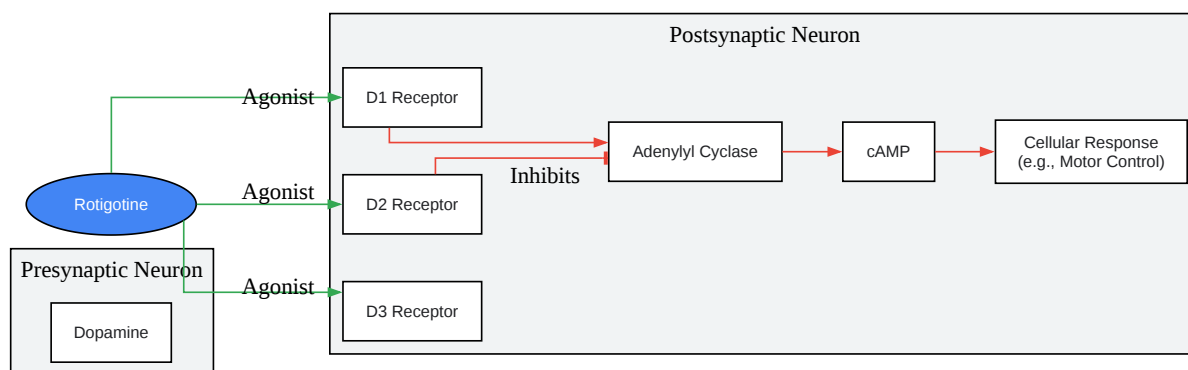 Postsynaptic Neuron
Agonist
D1 Receptor
Adenylyl Cyclase
cAMP
Cellular Response
(e.g., Motor Control)
Inhibits
Rotigotine
Agonist
D2 Receptor
Presynaptic Neuron
Agonist
D3 Receptor
Dopamine